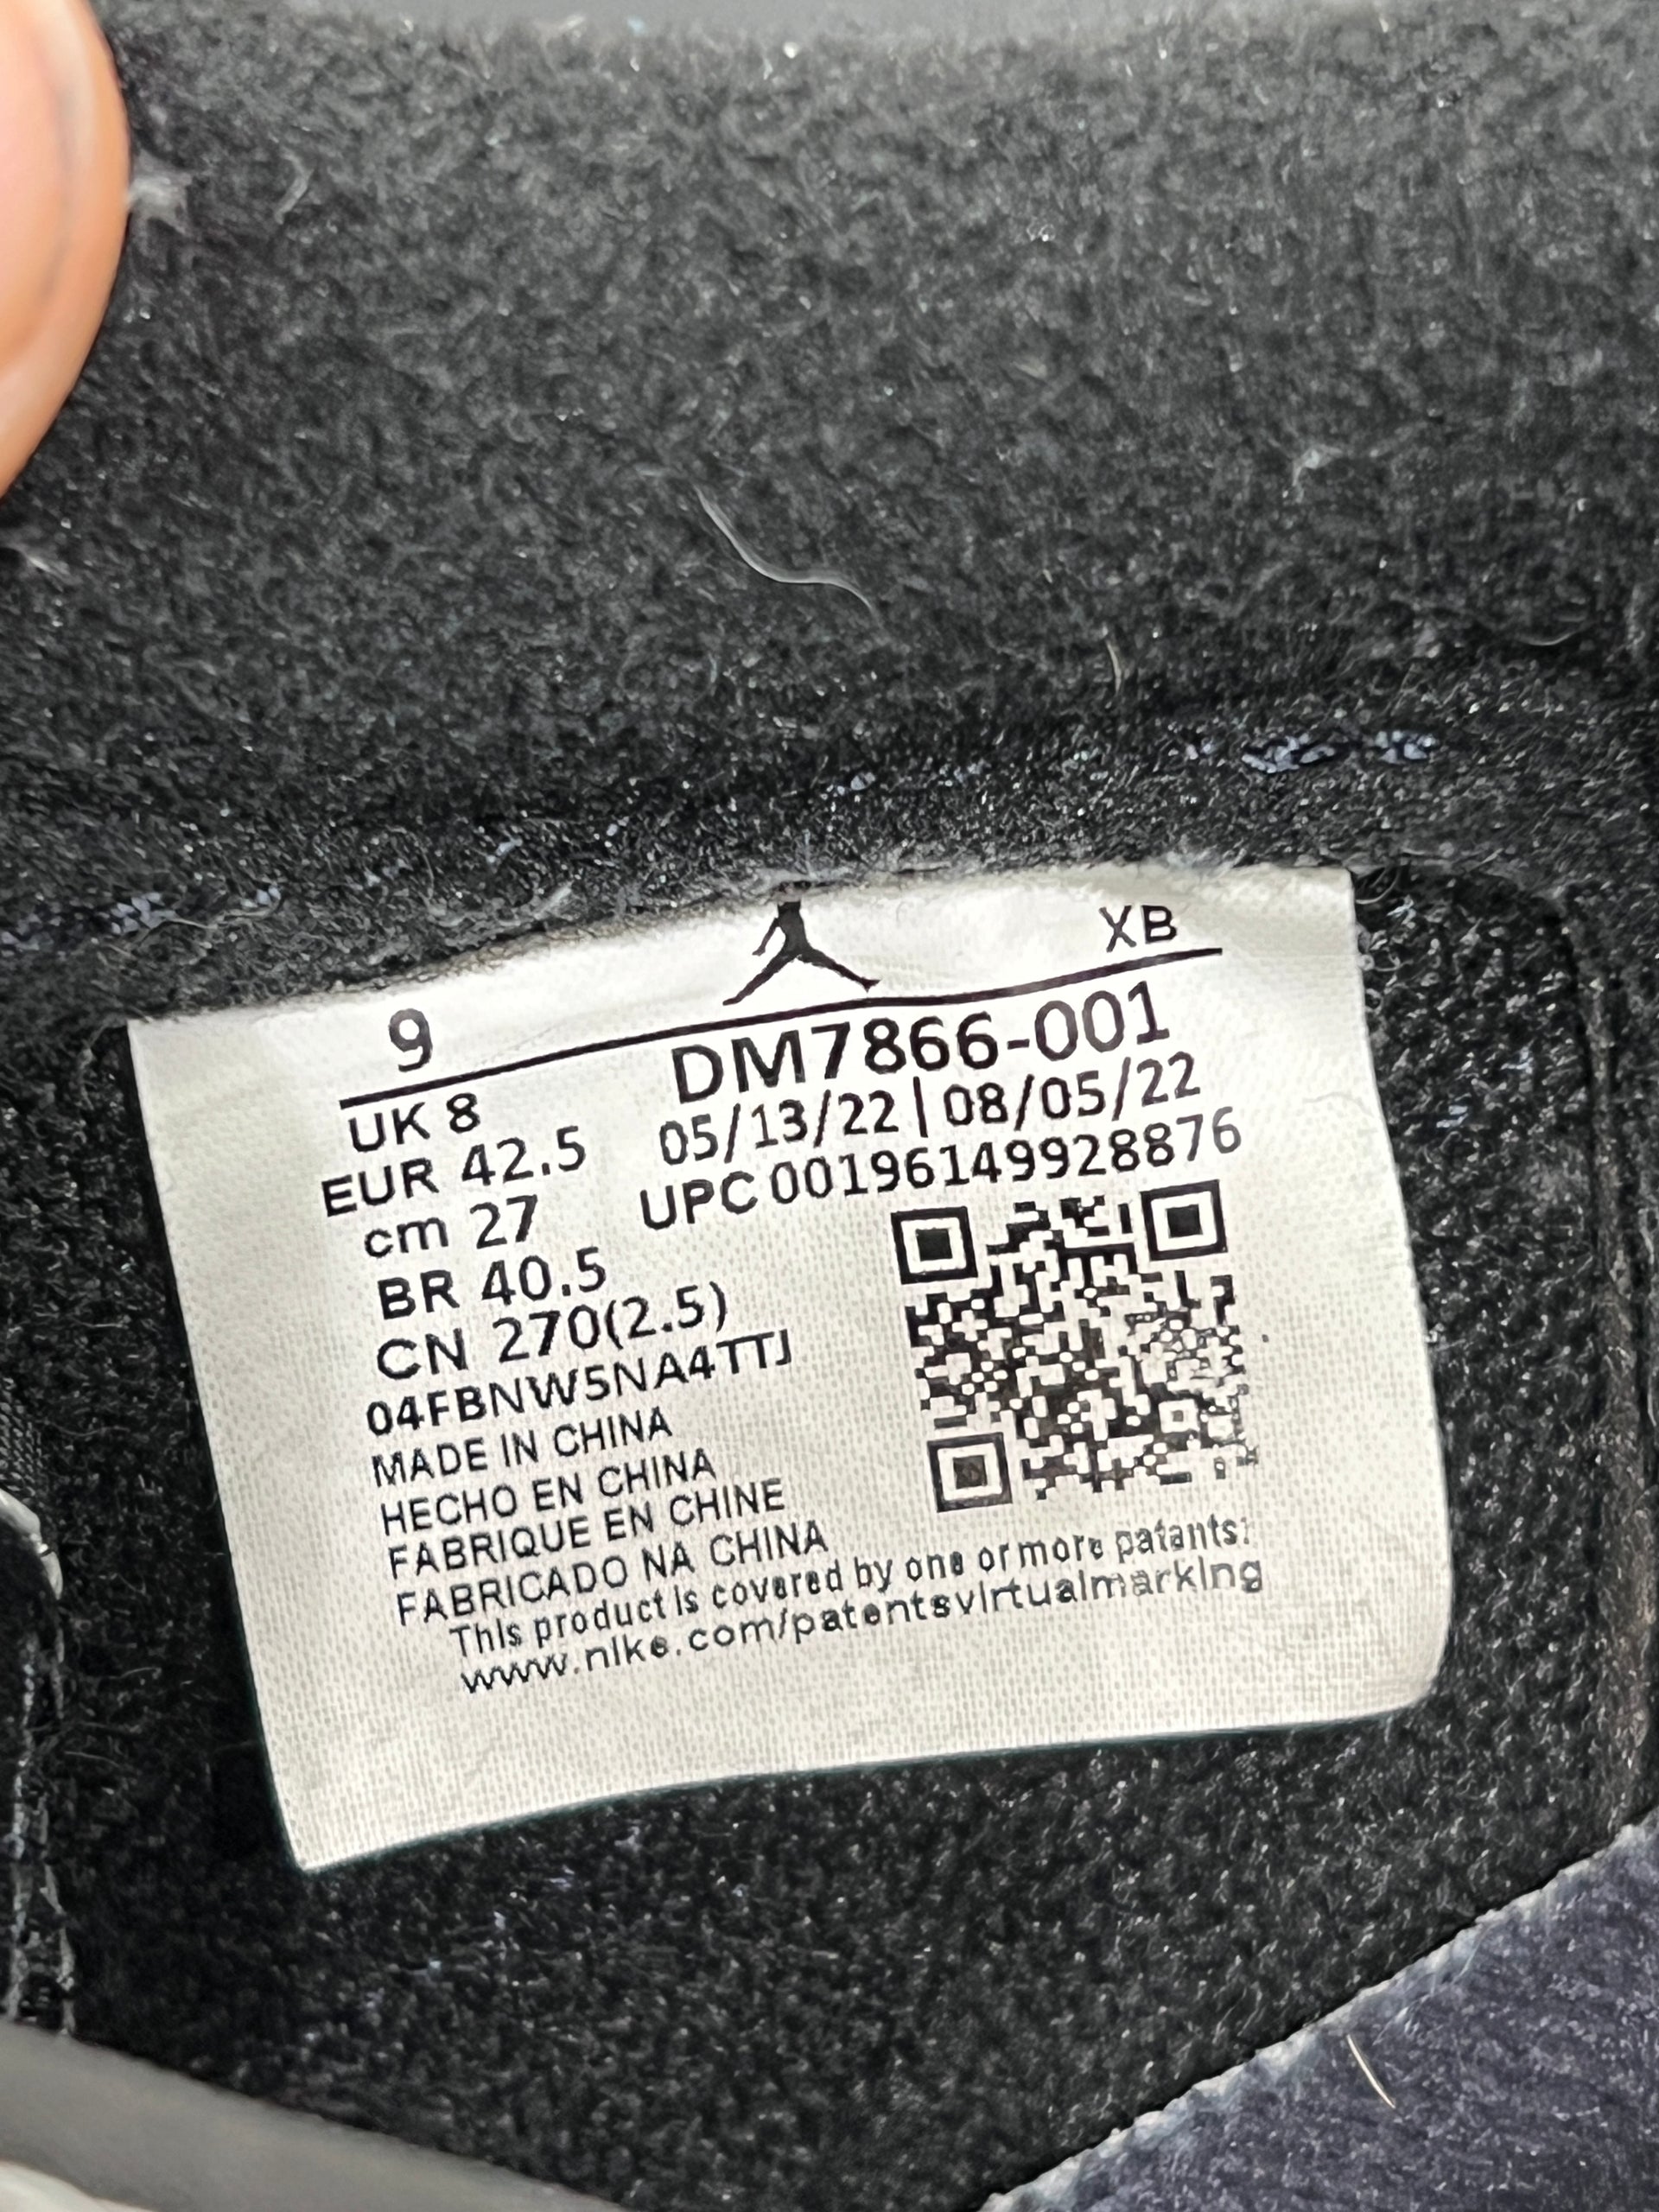 9 XB
UK 8 DM7866-001
EUR 42.5 05/13/22 | 08/05/22
cm 27 UPC 00196149928876
BR 40.5
CN 270(2.5)
04FBNW5NA4TTJ
MADE IN CHINA
HECHO EN CHINA
FABRIQUE EN CHINE
FABRICADO NA CHINA
This product is covered by one or more patants:
www.nike.com/patentsvirtualmarking